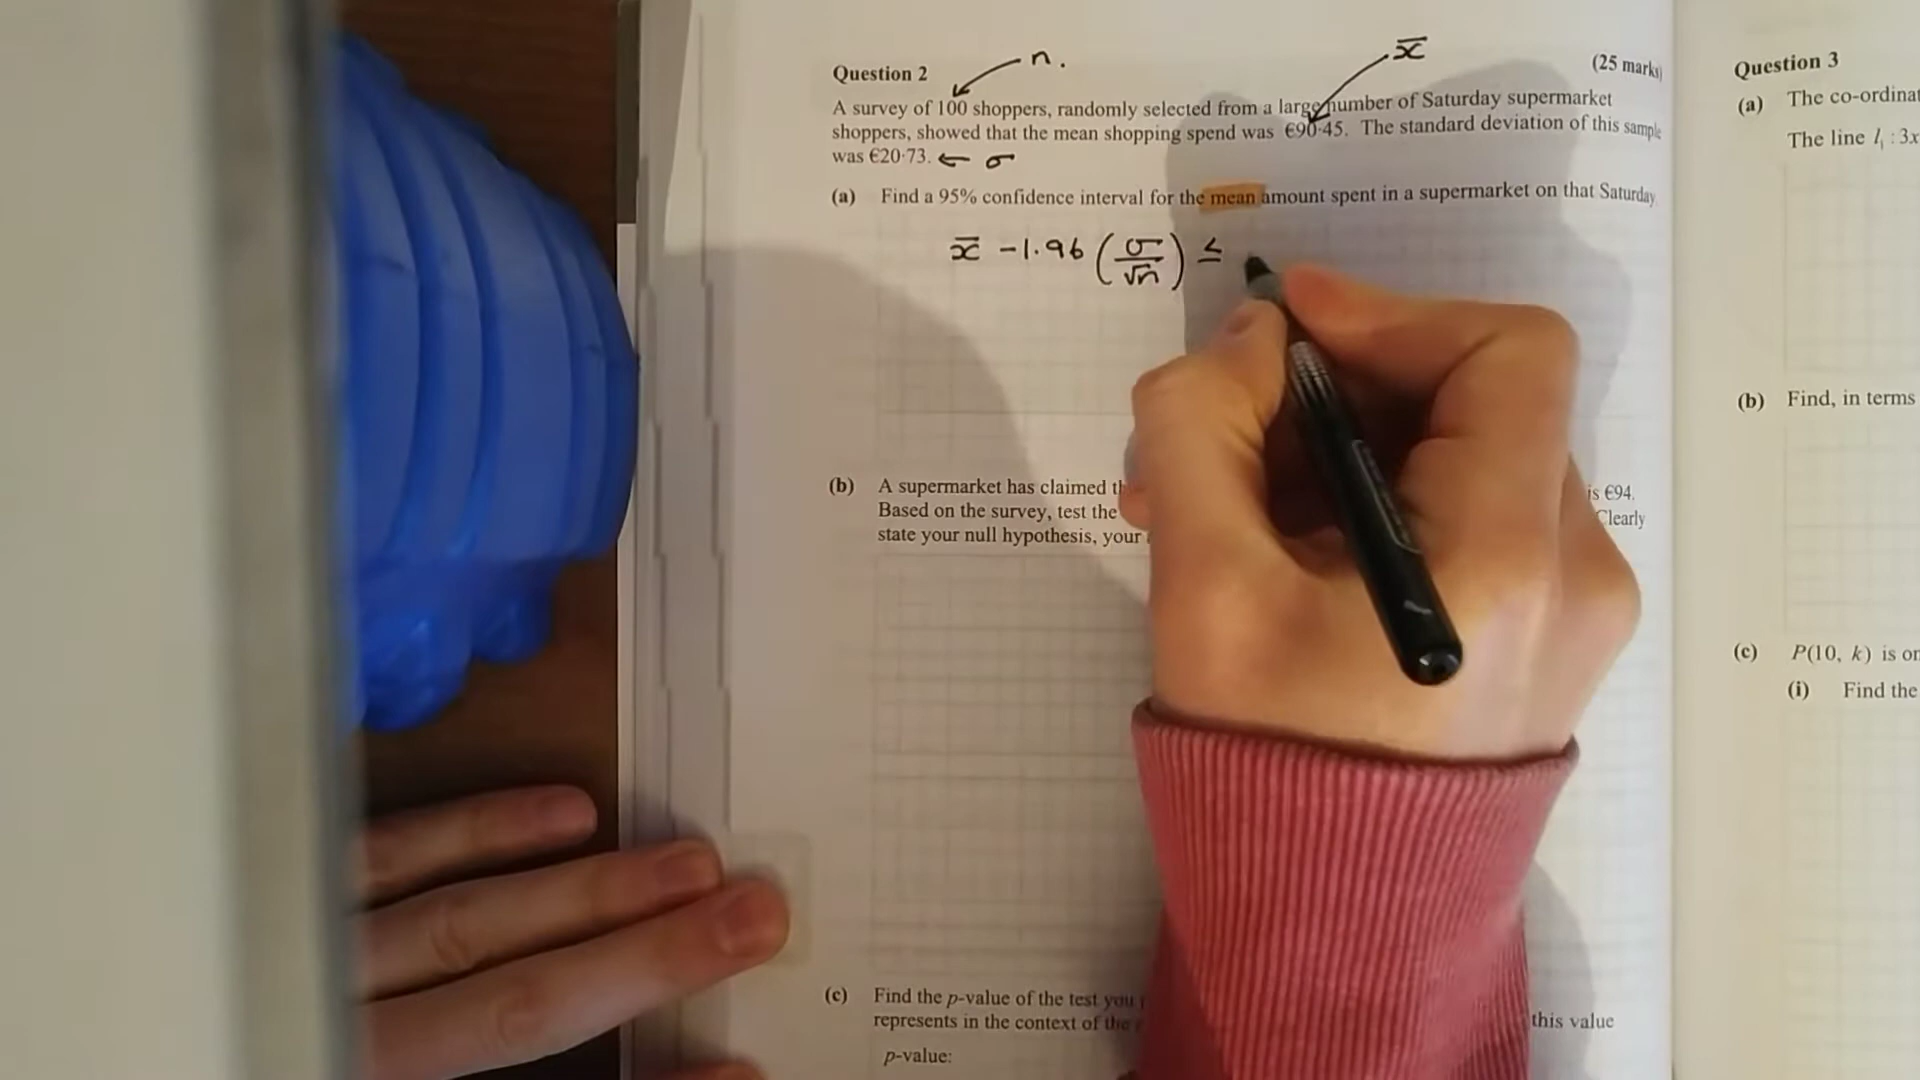 n. x̄
Question 2 (25 marks)
A survey of 100 shoppers, randomly selected from a large number of Saturday supermarket
shoppers, showed that the mean shopping spend was €90·45. The standard deviation of this sample
was €20·73. ← σ
(a) Find a 95% confidence interval for the mean amount spent in a supermarket on that Saturday
x̄ -1.96 (σ/√n) ≤
(b) A supermarket has claimed is €94.
Based on the survey, test the Clearly
state your null hypothesis, your
(c) Find the p-value of the test you
represents in the context of the this value
p-value:
Question 3
(a) The co-ordinat
The line l₁ : 3x
(b) Find, in terms
(c) P(10, k) is
(i) Find the